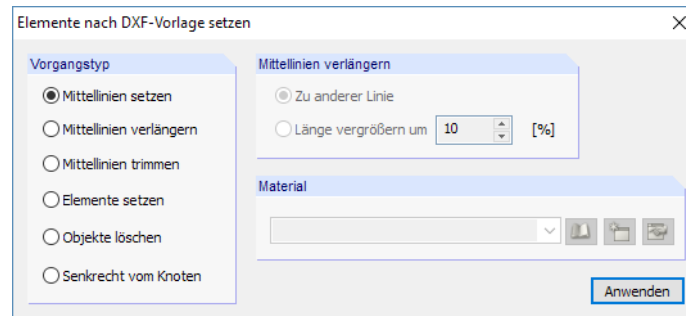 Elemente nach DXF-Vorlage setzen
Vorgangstyp
Mittellinien setzen
Mittellinien verlängern
Mittellinien trimmen
Elemente setzen
Objekte löschen
Senkrecht vom Knoten
Mittellinien verlängern
Zu anderer Linie
Länge vergrößern um 10 [%]
Material
Anwenden